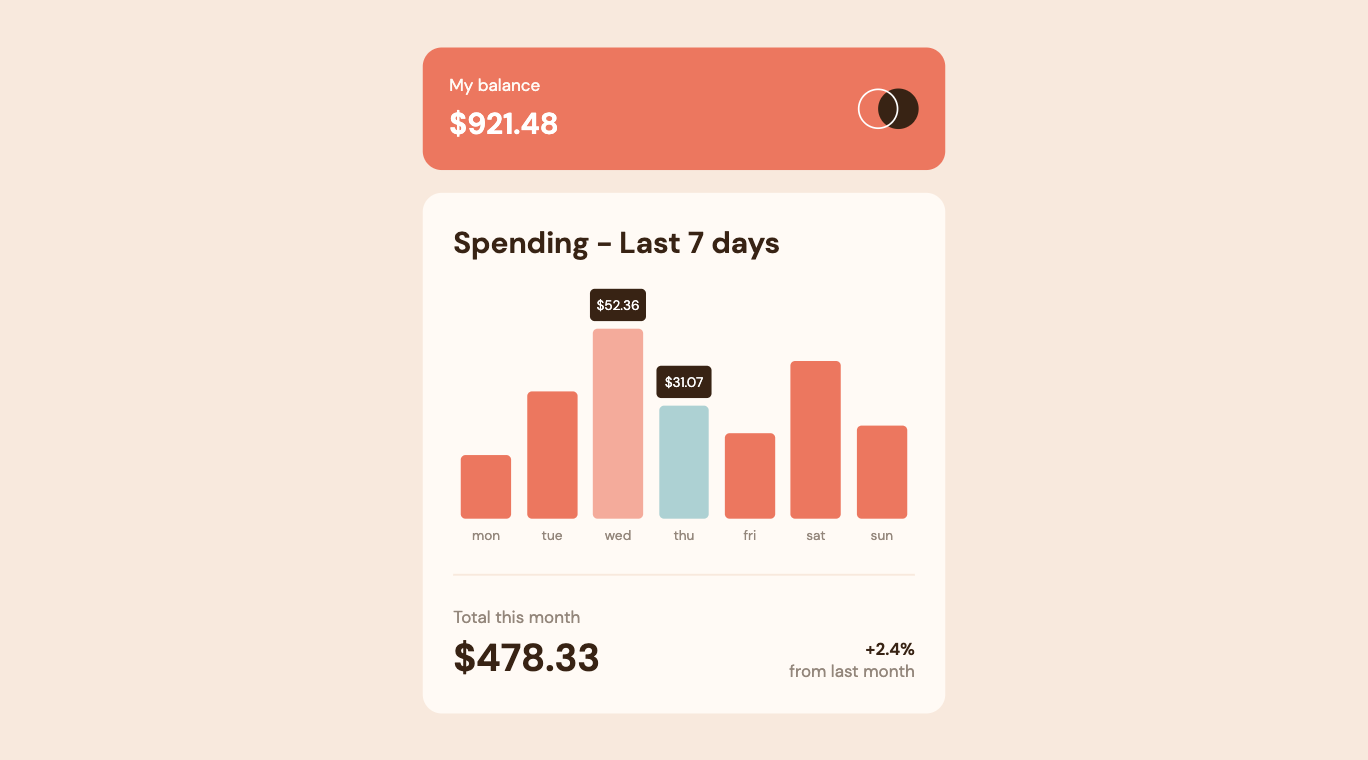 My balance
$921.48
Spending – Last 7 days
$52.36
$31.07
mon tue wed thu fri sat sun
Total this month
$478.33
+2.4%
from last month